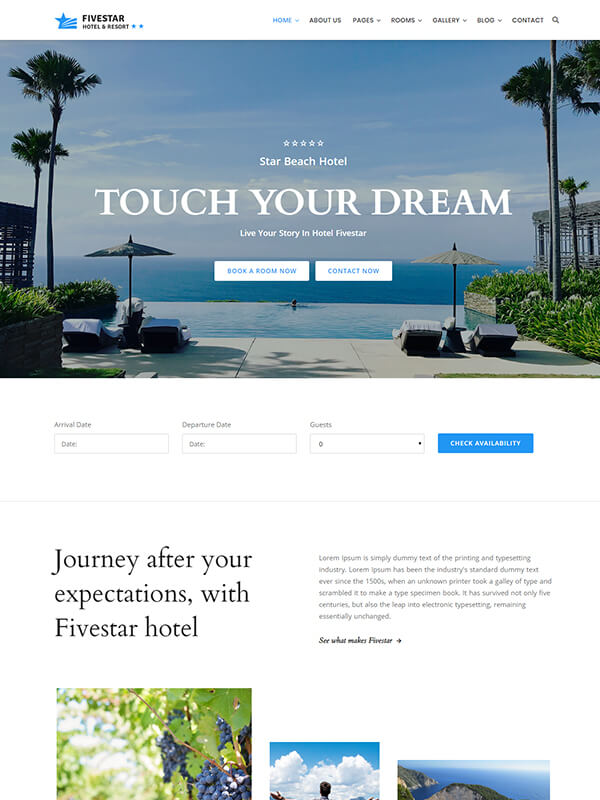 FIVESTAR
HOTEL & RESORT
HOME ABOUT US PAGES ROOMS GALLERY BLOG CONTACT
Star Beach Hotel
TOUCH YOUR DREAM
Live Your Story In Hotel Fivestar
BOOK A ROOM NOW CONTACT NOW
Arrival Date Departure Date Guests
Date: Date: 0 CHECK AVAILABILITY
Journey after your
expectations, with
Fivestar hotel
Lorem Ipsum is simply dummy text of the printing and typesetting
industry. Lorem Ipsum has been the industry's standard dummy text
ever since the 1500s, when an unknown printer took a galley of type and
scrambled it to make a type specimen book. It has survived not only five
centuries, but also the leap into electronic typesetting, remaining
essentially unchanged.
See what makes Fivestar →